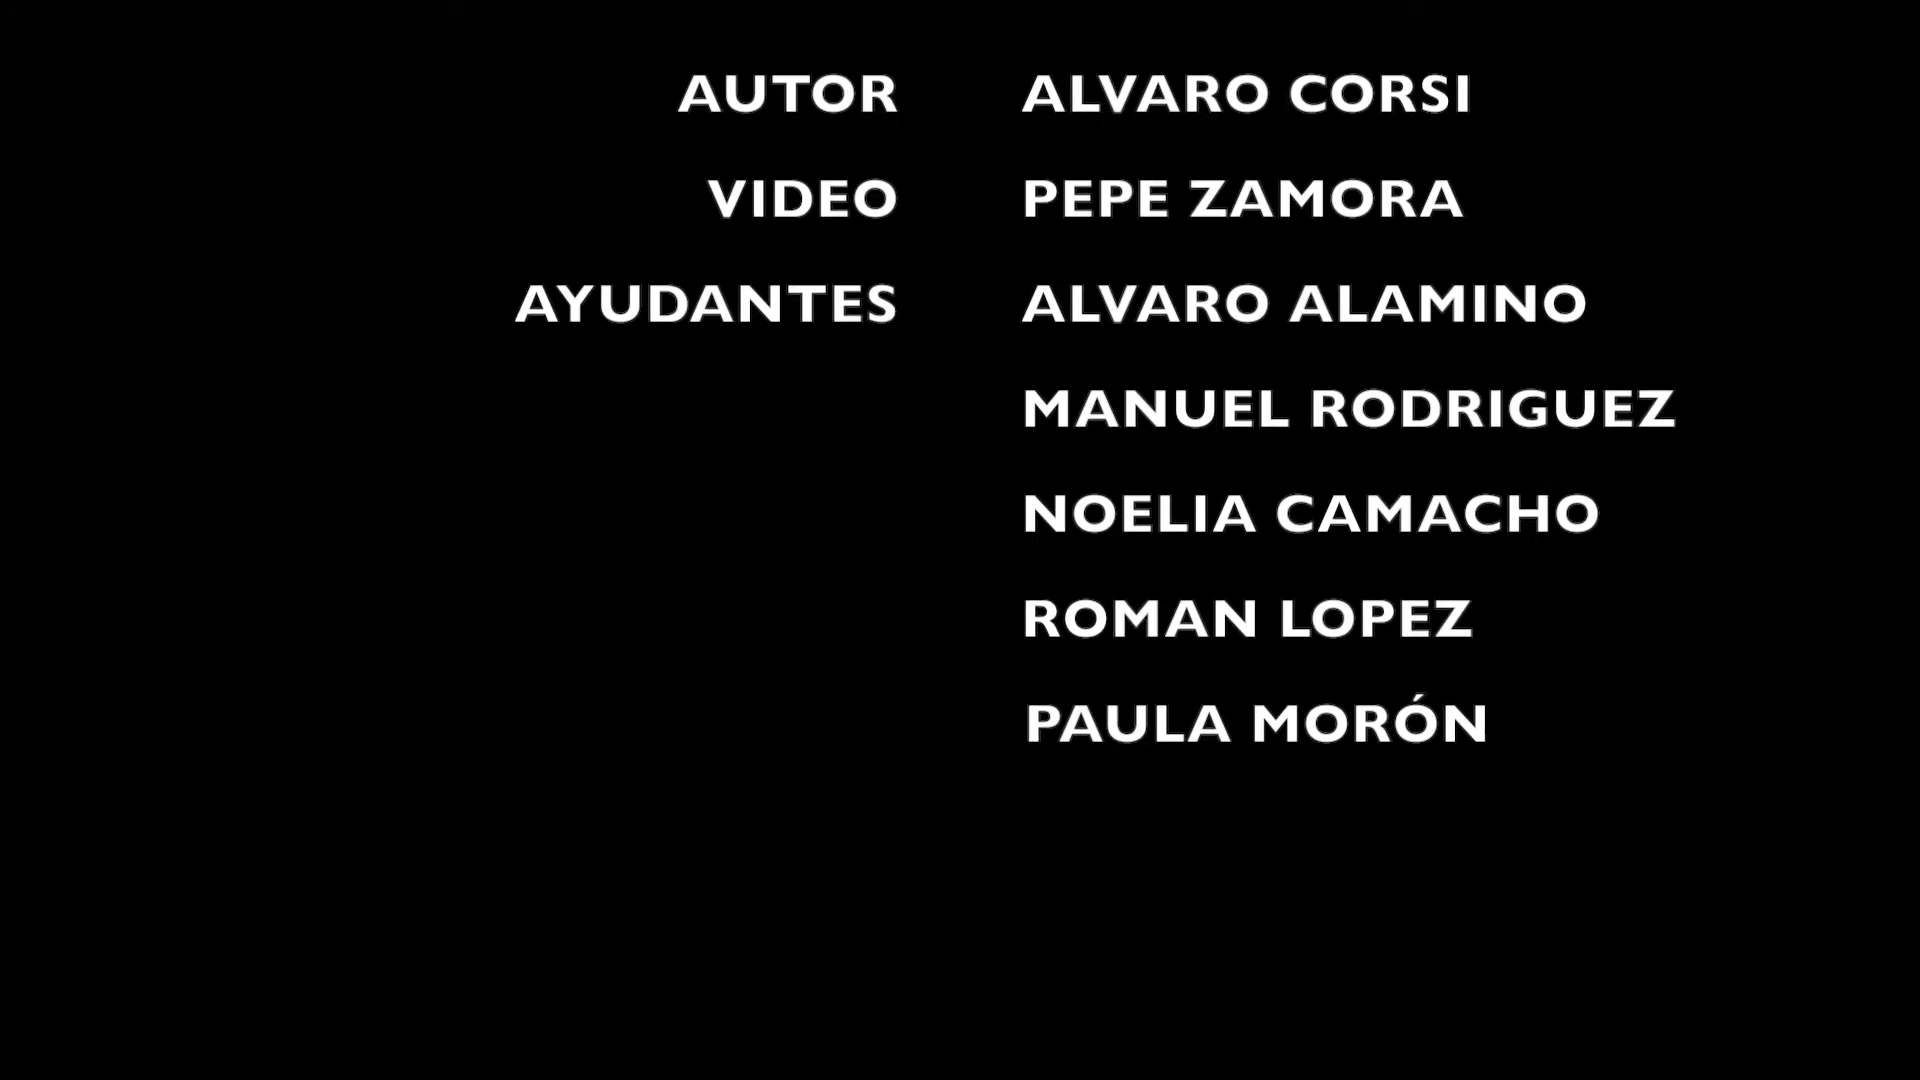 AUTOR ALVARO CORSI
VIDEO PEPE ZAMORA
AYUDANTES ALVARO ALAMINO
MANUEL RODRIGUEZ
NOELIA CAMACHO
ROMAN LOPEZ
PAULA MORÓN